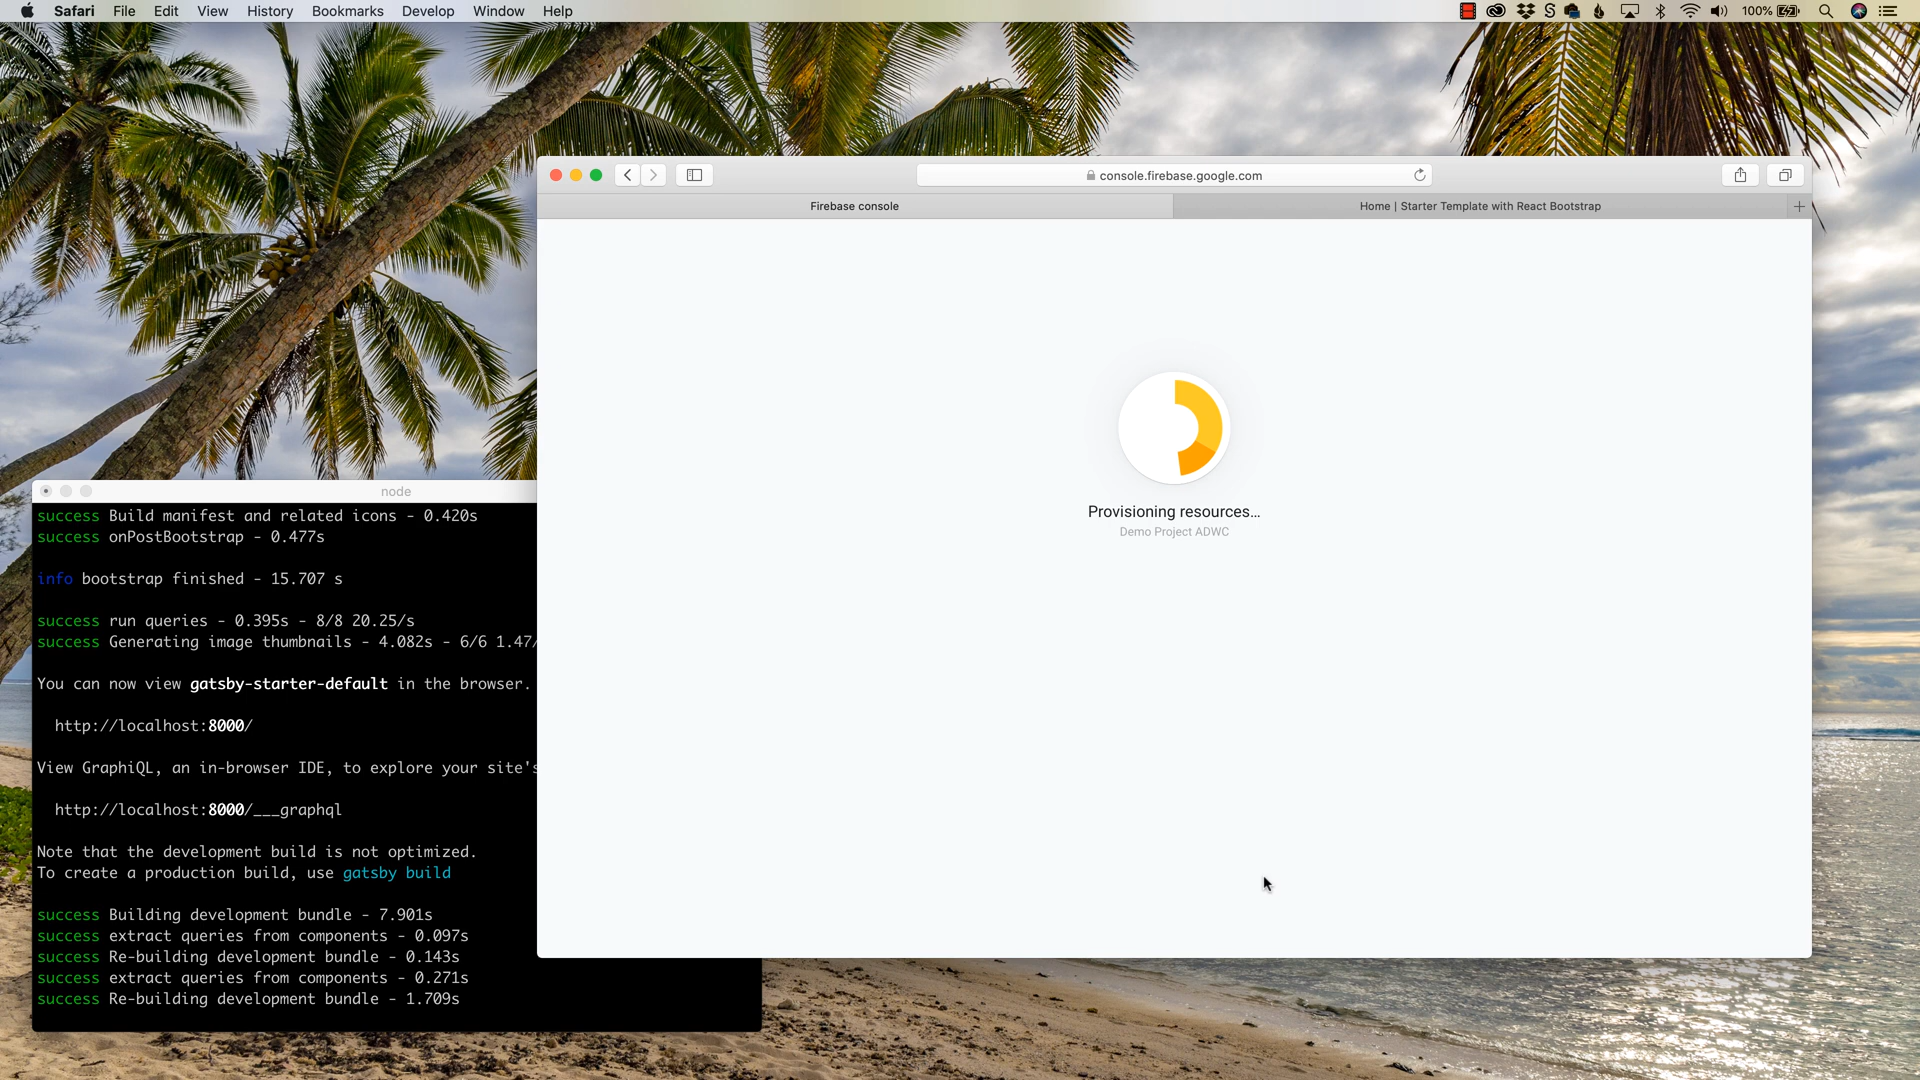 Safari File Edit View History Bookmarks Develop Window Help
100%
console.firebase.google.com
Firebase console
Home | Starter Template with React Bootstrap
Provisioning resources...
Demo Project ADWC
node
success Build manifest and related icons - 0.420s
success onPostBootstrap - 0.477s
info bootstrap finished - 15.707 s
success run queries - 0.395s - 8/8 20.25/s
success Generating image thumbnails - 4.082s - 6/6 1.47/
You can now view gatsby-starter-default in the browser.
http://localhost:8000/
View GraphiQL, an in-browser IDE, to explore your site's
http://localhost:8000/___graphql
Note that the development build is not optimized.
To create a production build, use gatsby build
success Building development bundle - 7.901s
success extract queries from components - 0.097s
success Re-building development bundle - 0.143s
success extract queries from components - 0.271s
success Re-building development bundle - 1.709s